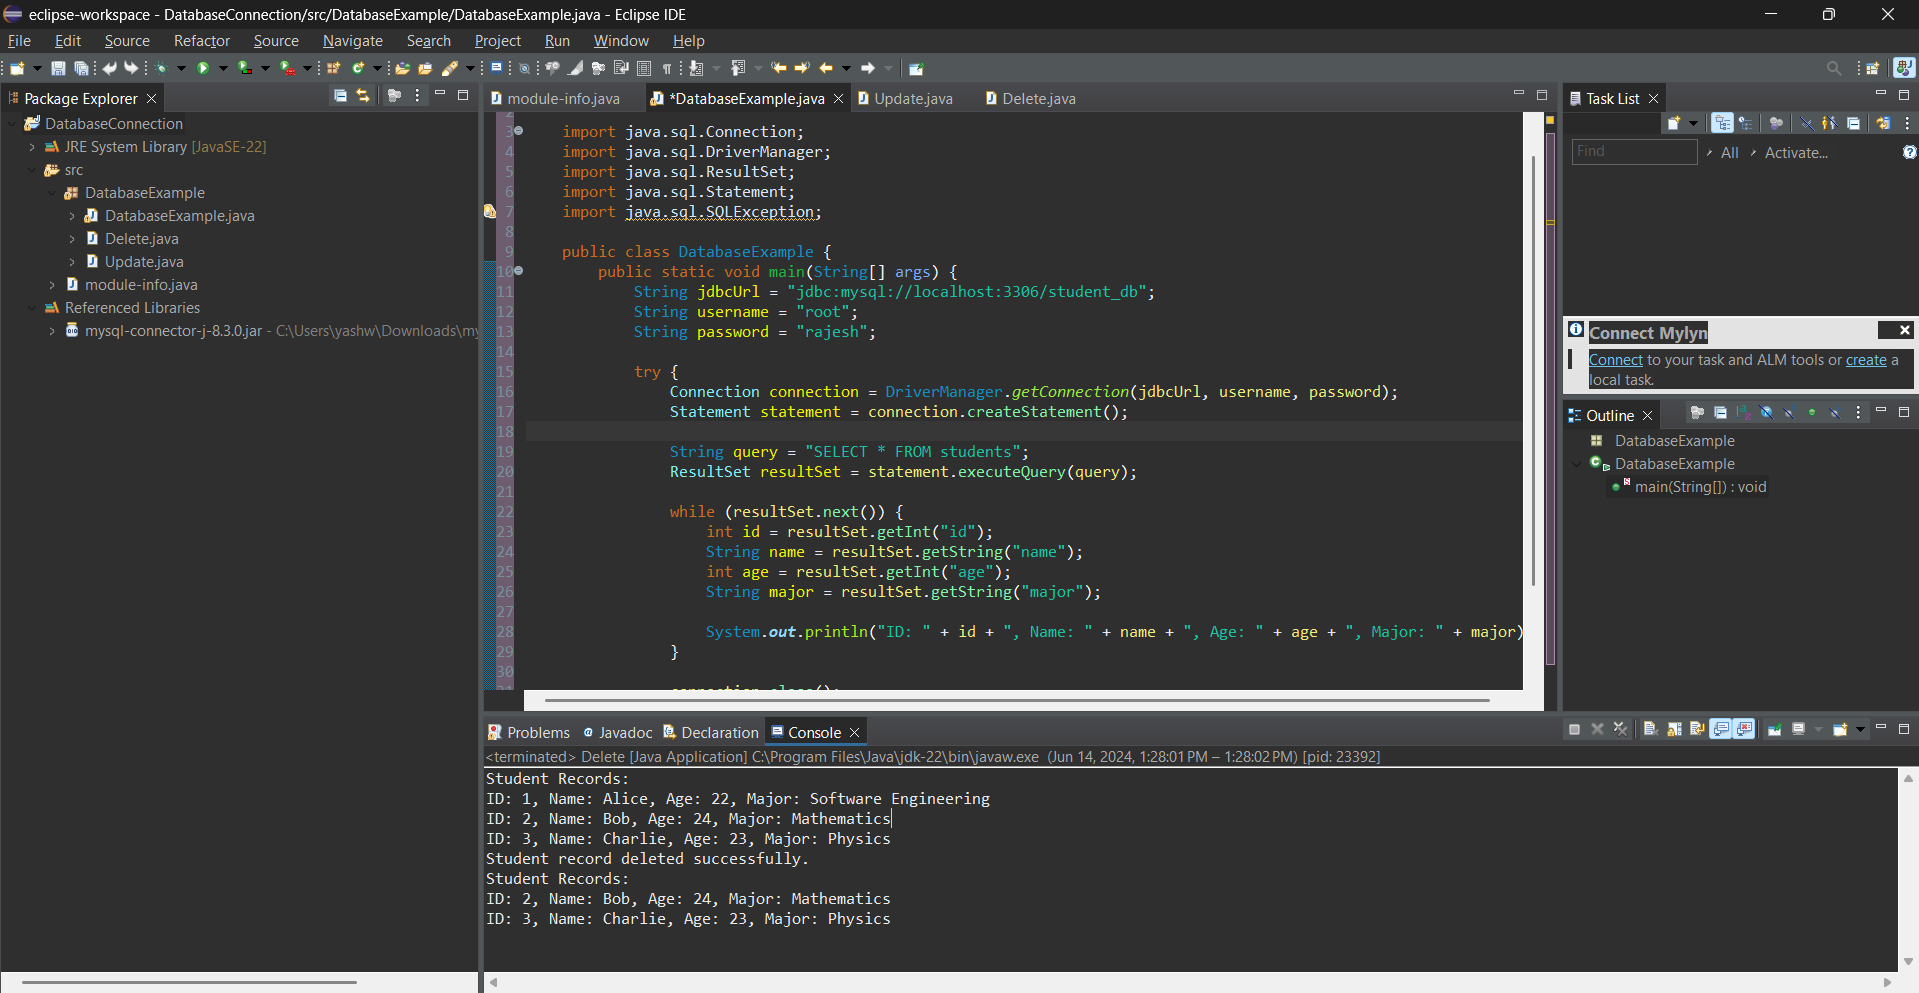 eclipse-workspace - DatabaseConnection/src/DatabaseExample/DatabaseExample.java - Eclipse IDE
File Edit Source Refactor Source Navigate Search Project Run Window Help
Package Explorer
DatabaseConnection
JRE System Library [JavaSE-22]
src
DatabaseExample
DatabaseExample.java
Delete.java
Update.java
module-info.java
Referenced Libraries
mysql-connector-j-8.3.0.jar - C:\Users\yashw\Downloads\my
module-info.java *DatabaseExample.java Update.java Delete.java
3 import java.sql.Connection;
4 import java.sql.DriverManager;
5 import java.sql.ResultSet;
6 import java.sql.Statement;
7 import java.sql.SQLException;
8
9 public class DatabaseExample {
10 public static void main(String[] args) {
11 String jdbcUrl = "jdbc:mysql://localhost:3306/student_db";
12 String username = "root";
13 String password = "rajesh";
14
15 try {
16 Connection connection = DriverManager.getConnection(jdbcUrl, username, password);
17 Statement statement = connection.createStatement();
18
19 String query = "SELECT * FROM students";
20 ResultSet resultSet = statement.executeQuery(query);
21
22 while (resultSet.next()) {
23 int id = resultSet.getInt("id");
24 String name = resultSet.getString("name");
25 int age = resultSet.getInt("age");
26 String major = resultSet.getString("major");
27
28 System.out.println("ID: " + id + ", Name: " + name + ", Age: " + age + ", Major: " + major)
29 }
30
Task List
Find All Activate...
Connect Mylyn
Connect to your task and ALM tools or create a
local task.
Outline
DatabaseExample
DatabaseExample
main(String[]) : void
Problems @ Javadoc Declaration Console
<terminated> Delete [Java Application] C:\Program Files\Java\jdk-22\bin\javaw.exe (Jun 14, 2024, 1:28:01 PM – 1:28:02 PM) [pid: 23392]
Student Records:
ID: 1, Name: Alice, Age: 22, Major: Software Engineering
ID: 2, Name: Bob, Age: 24, Major: Mathematics
ID: 3, Name: Charlie, Age: 23, Major: Physics
Student record deleted successfully.
Student Records:
ID: 2, Name: Bob, Age: 24, Major: Mathematics
ID: 3, Name: Charlie, Age: 23, Major: Physics